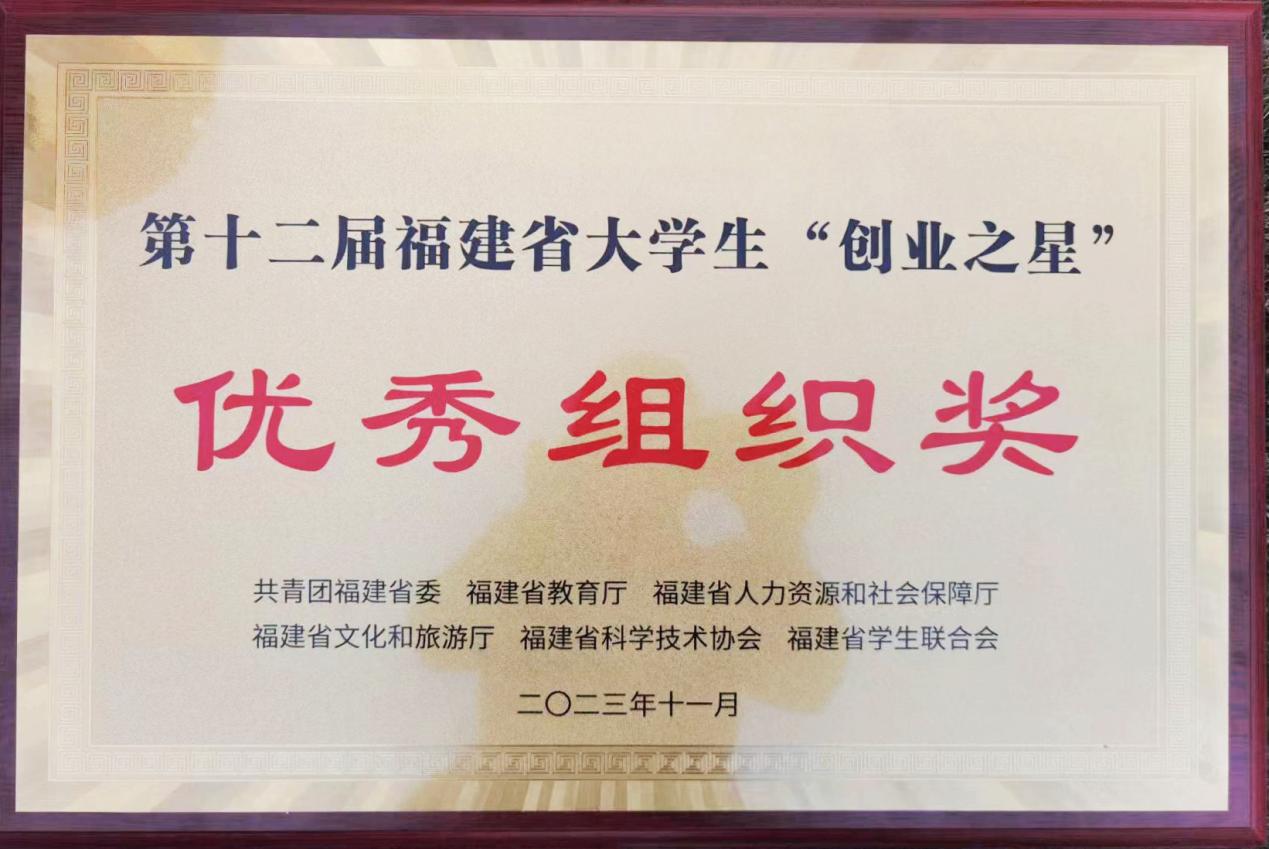 第十二届福建省大学生“创业之星”
优秀组织奖
共青团福建省委 福建省教育厅 福建省人力资源和社会保障厅
福建省文化和旅游厅 福建省科学技术协会 福建省学生联合会
二〇二三年十一月